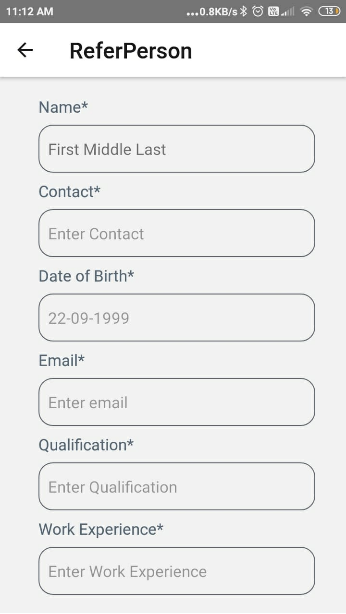 11:12 AM ...0.8KB/s 13
ReferPerson
Name*
First Middle Last
Contact*
Enter Contact
Date of Birth*
22-09-1999
Email*
Enter email
Qualification*
Enter Qualification
Work Experience*
Enter Work Experience